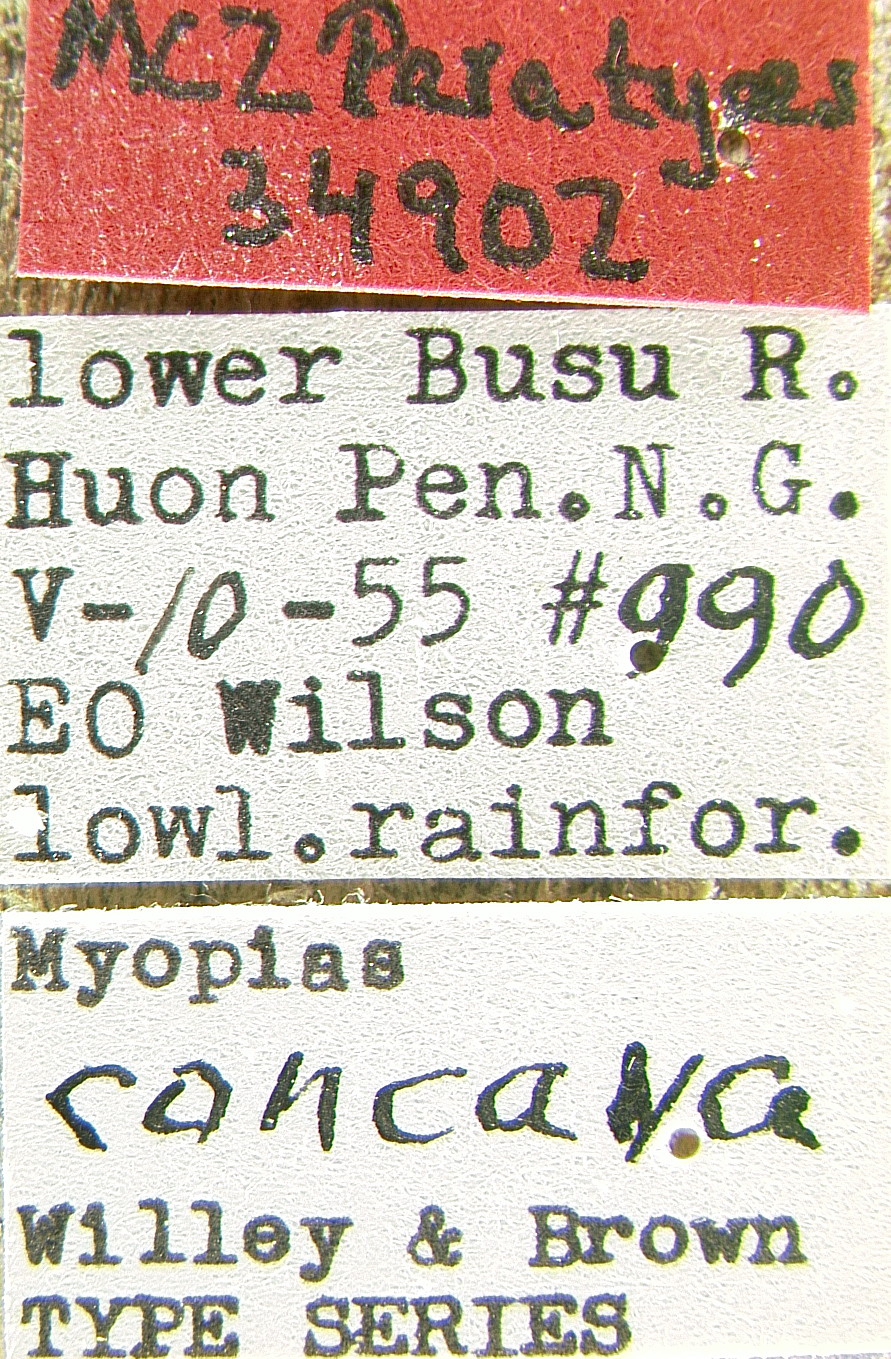 MCZ Paratypes
34902
lower Busu R.
Huon Pen.N.G.
V-10-55 #990
EO Wilson
lowl.rainfor.
Myopias
concava
Willey & Brown
TYPE SERIES